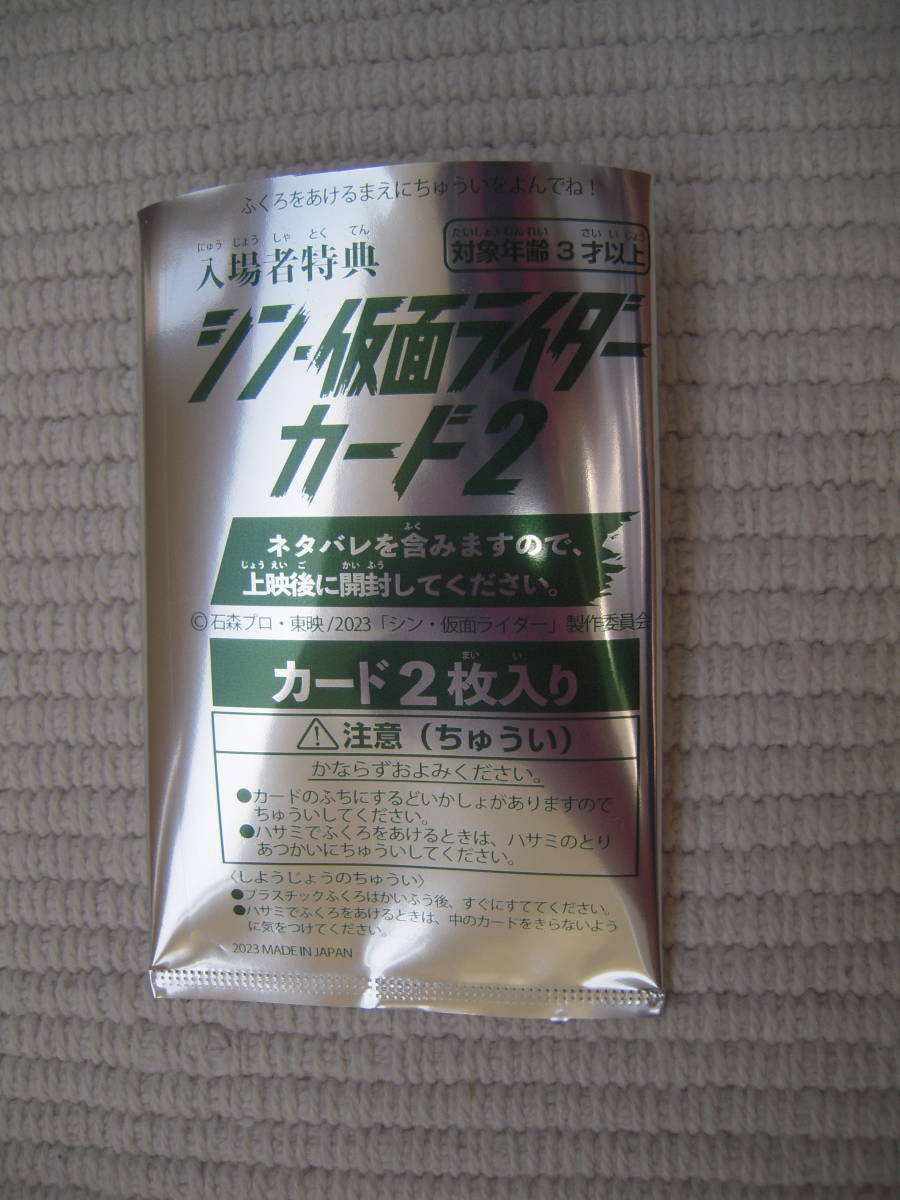 ふくろをあけるまえにちゅういをよんでね！
にゅう じょう しゃ とく てん
入場者特典
たいしょうねんれい さい いじょう
対象年齢3才以上
シン・仮面ライダー
カード2
ふく
ネタバレを含みますので、
じょう えい ご かい ふう
上映後に開封してください。
©石森プロ・東映/2023「シン・仮面ライダー」製作委員会
まい い
カード2枚入り
⚠注意（ちゅうい）
かならずおよみください。
●カードのふちにするどいかしょがありますので
ちゅういしてください。
●ハサミでふくろをあけるときは、ハサミのとり
あつかいにちゅういしてください。
〈しようじょうのちゅうい〉
●プラスチックふくろはかいふう後、すぐにすててください。
●ハサミでふくろをあけるときは、中のカードをきらないよう
に気をつけてください。
2023 MADE IN JAPAN